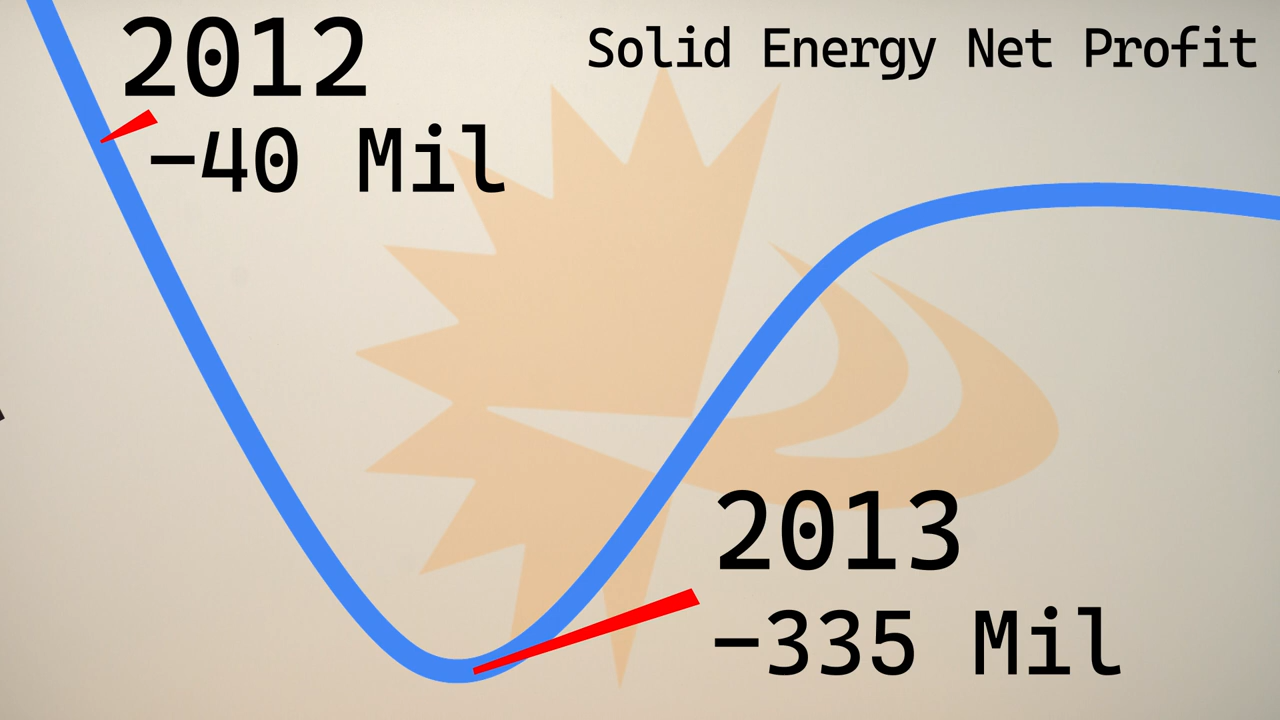 2012
Solid Energy Net Profit
−40 Mil
2013
−335 Mil